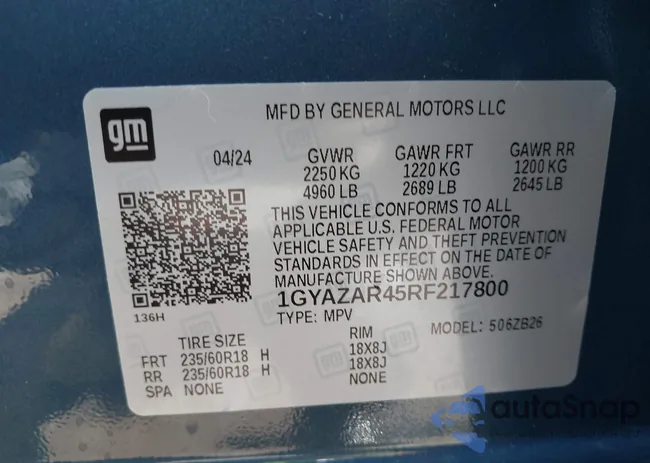 gm
MFD BY GENERAL MOTORS LLC
04/24 GVWR GAWR FRT GAWR RR
2250 KG 1220 KG 1200 KG
4960 LB 2689 LB 2645 LB
THIS VEHICLE CONFORMS TO ALL
APPLICABLE U.S. FEDERAL MOTOR
VEHICLE SAFETY AND THEFT PREVENTION
STANDARDS IN EFFECT ON THE DATE OF
MANUFACTURE SHOWN ABOVE.
1GYAZAR45RF217800
136H
TYPE: MPV MODEL: 506ZB26
TIRE SIZE RIM
FRT 235/60R18 H 18X8J
RR 235/60R18 H 18X8J
SPA NONE NONE
autoSnap